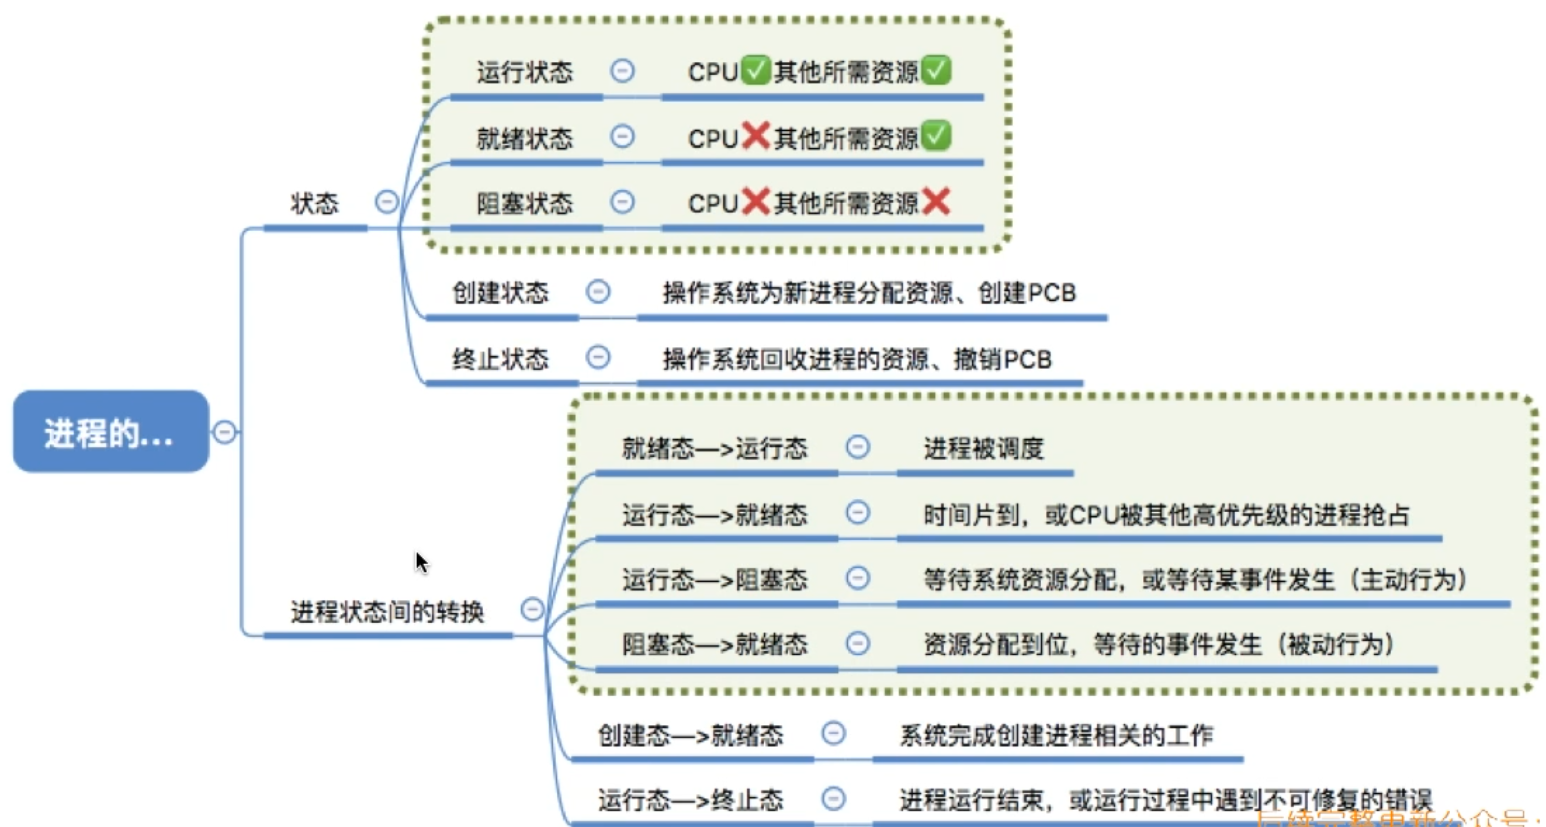 运行状态 CPU✅其他所需资源✅
就绪状态 CPU❌其他所需资源✅
阻塞状态 CPU❌其他所需资源❌
状态
创建状态 操作系统为新进程分配资源、创建PCB
终止状态 操作系统回收进程的资源、撤销PCB
进程的...
就绪态—>运行态 进程被调度
运行态—>就绪态 时间片到，或CPU被其他高优先级的进程抢占
运行态—>阻塞态 等待系统资源分配，或等待某事件发生（主动行为）
阻塞态—>就绪态 资源分配到位，等待的事件发生（被动行为）
进程状态间的转换
创建态—>就绪态 系统完成创建进程相关的工作
运行态—>终止态 进程运行结束，或运行过程中遇到不可修复的错误
后续完整更新公众号